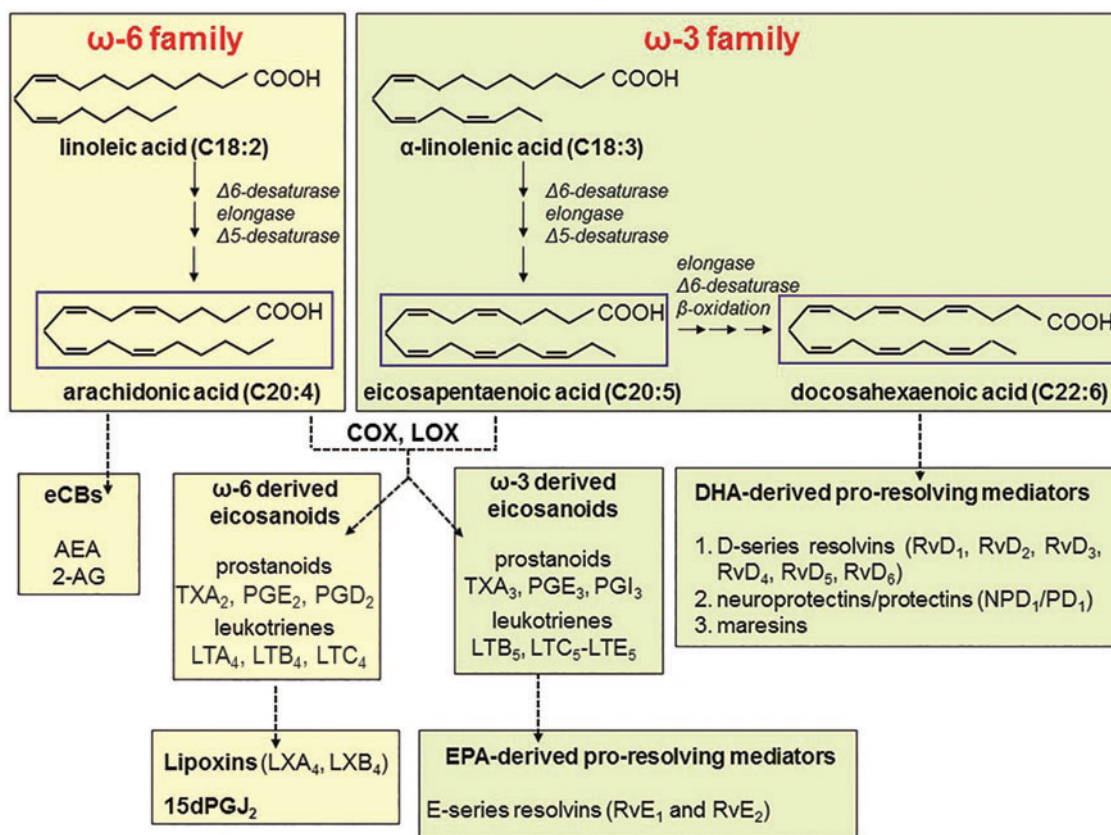 ω-6 family
COOH
linoleic acid (C18:2)
Δ6-desaturase
elongase
Δ5-desaturase
COOH
arachidonic acid (C20:4)
ω-3 family
COOH
α-linolenic acid (C18:3)
Δ6-desaturase
elongase
Δ5-desaturase
COOH
eicosapentaenoic acid (C20:5)
elongase
Δ6-desaturase
β-oxidation
COOH
docosahexaenoic acid (C22:6)
COX, LOX
eCBs
AEA
2-AG
ω-6 derived
eicosanoids
prostanoids
TXA₂, PGE₂, PGD₂
leukotrienes
LTA₄, LTB₄, LTC₄
ω-3 derived
eicosanoids
prostanoids
TXA₃, PGE₃, PGI₃
leukotrienes
LTB₅, LTC₅-LTE₅
DHA-derived pro-resolving mediators
1. D-series resolvins (RvD₁, RvD₂, RvD₃,
RvD₄, RvD₅, RvD₆)
2. neuroprotectins/protectins (NPD₁/PD₁)
3. maresins
Lipoxins (LXA₄, LXB₄)
15dPGJ₂
EPA-derived pro-resolving mediators
E-series resolvins (RvE₁ and RvE₂)